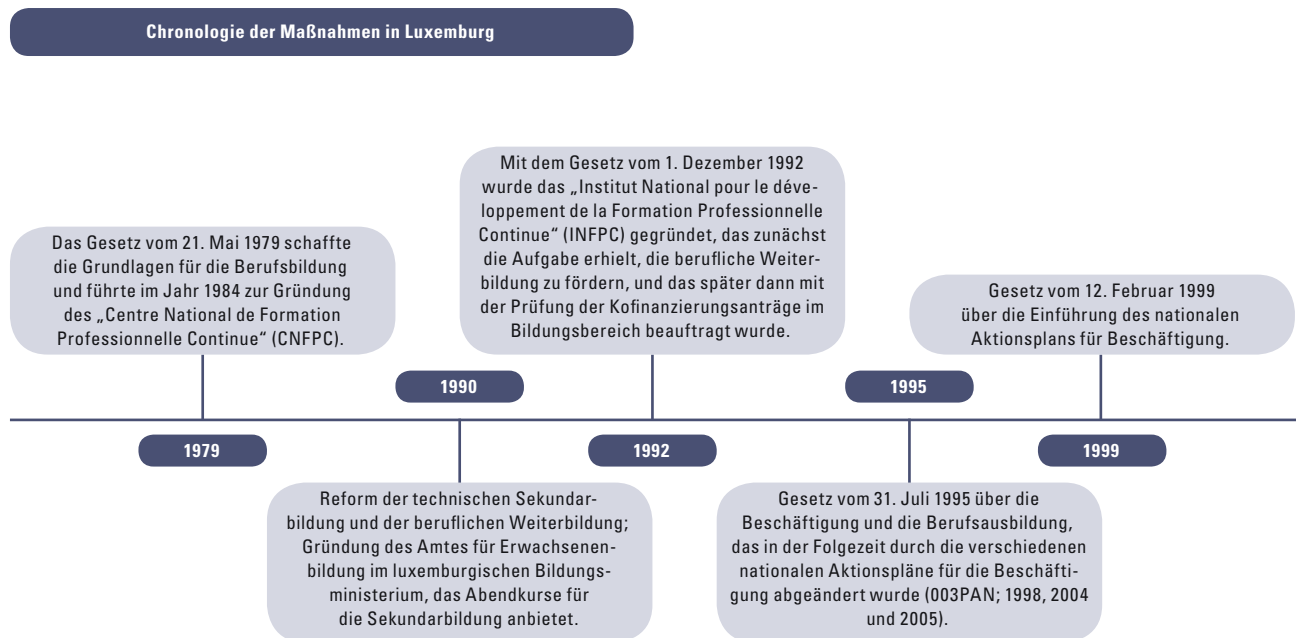 Chronologie der Maßnahmen in Luxemburg
Das Gesetz vom 21. Mai 1979 schaffte
die Grundlagen für die Berufsbildung
und führte im Jahr 1984 zur Gründung
des „Centre National de Formation
Professionnelle Continue“ (CNFPC).
1979
1990
Reform der technischen Sekundar-
bildung und der beruflichen Weiterbildung;
Gründung des Amtes für Erwachsenen-
bildung im luxemburgischen Bildungs-
ministerium, das Abendkurse für
die Sekundarbildung anbietet.
Mit dem Gesetz vom 1. Dezember 1992
wurde das „Institut National pour le déve-
loppement de la Formation Professionnelle
Continue“ (INFPC) gegründet, das zunächst
die Aufgabe erhielt, die berufliche Weiter-
bildung zu fördern, und das später dann mit
der Prüfung der Kofinanzierungsanträge im
Bildungsbereich beauftragt wurde.
1992
1995
Gesetz vom 31. Juli 1995 über die
Beschäftigung und die Berufsausbildung,
das in der Folgezeit durch die verschiedenen
nationalen Aktionspläne für die Beschäfti-
gung abgeändert wurde (003PAN; 1998, 2004
und 2005).
Gesetz vom 12. Februar 1999
über die Einführung des nationalen
Aktionsplans für Beschäftigung.
1999